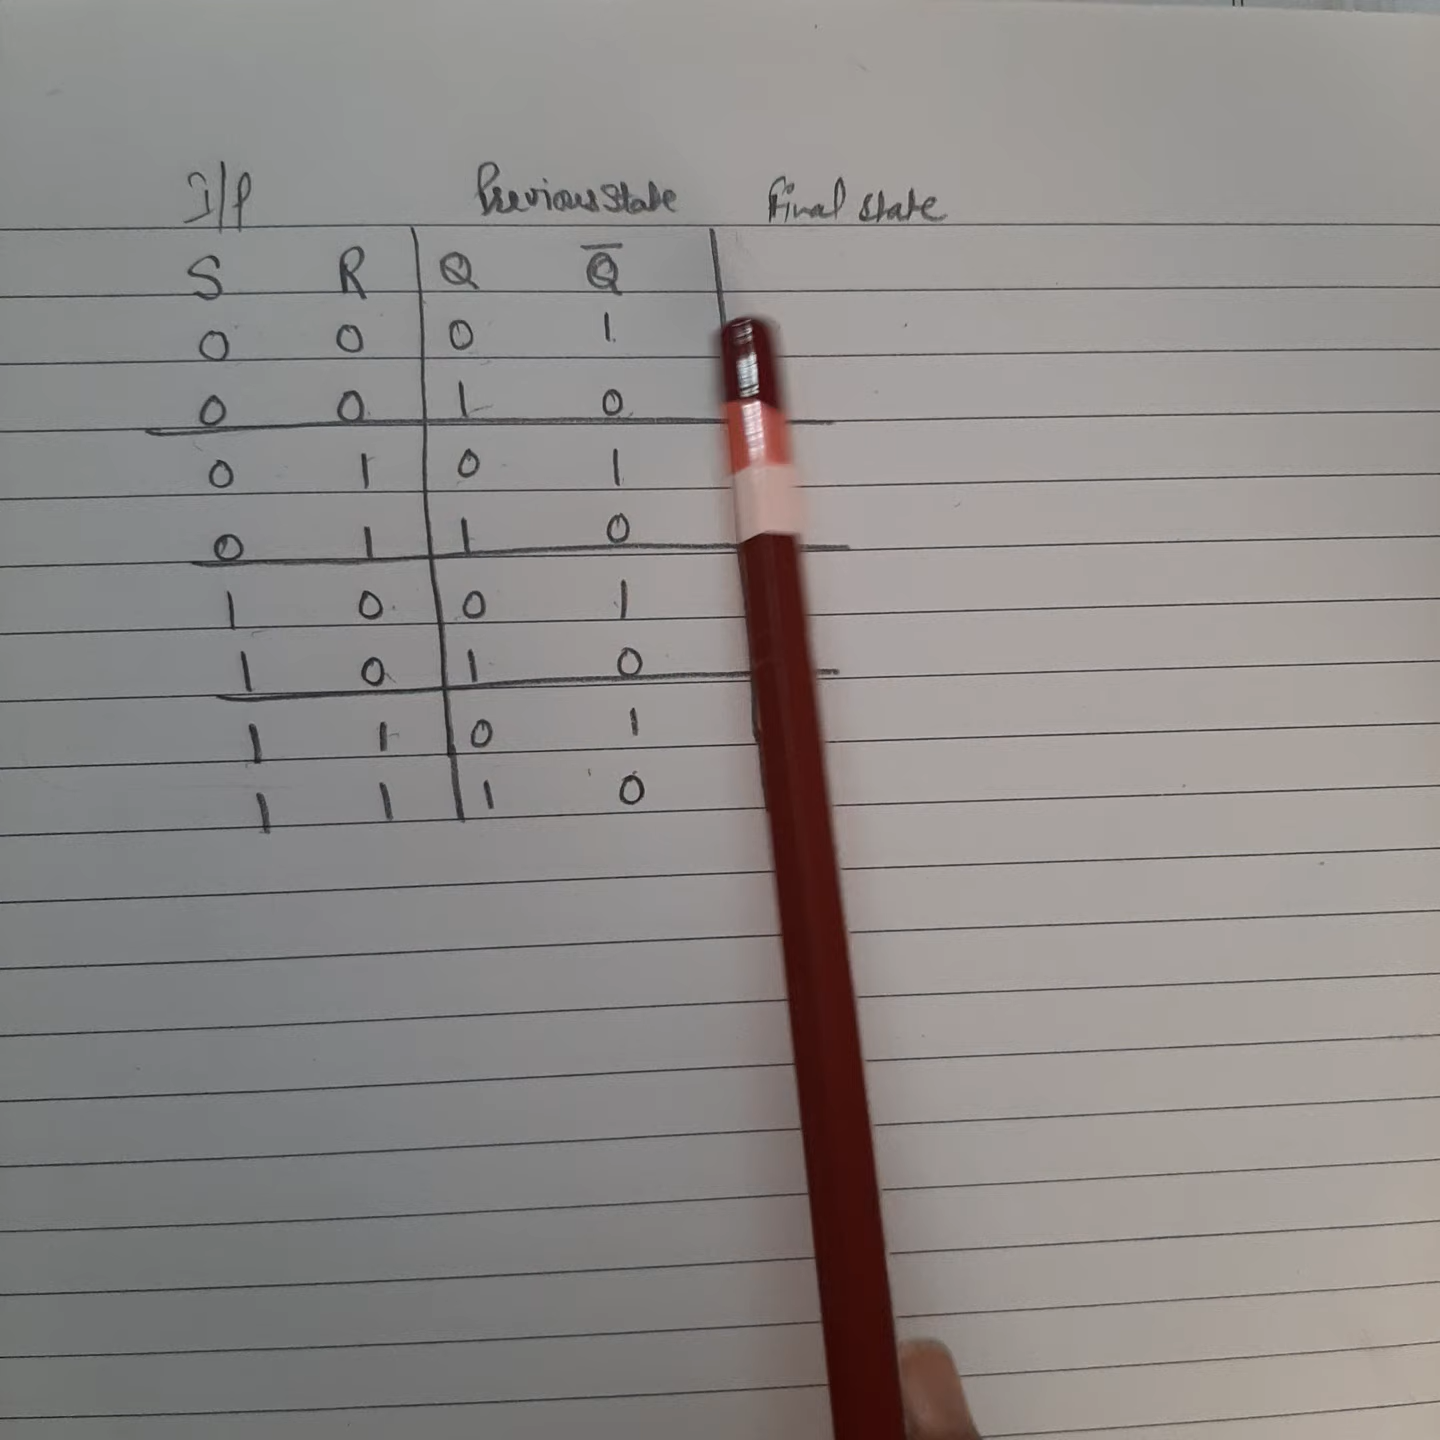 I/P Previous state Final state
S R Q Q̅
0 0 0 1
0 0 1 0
0 1 0 1
0 1 1 0
1 0 0 1
1 0 1 0
1 1 0 1
1 1 1 0